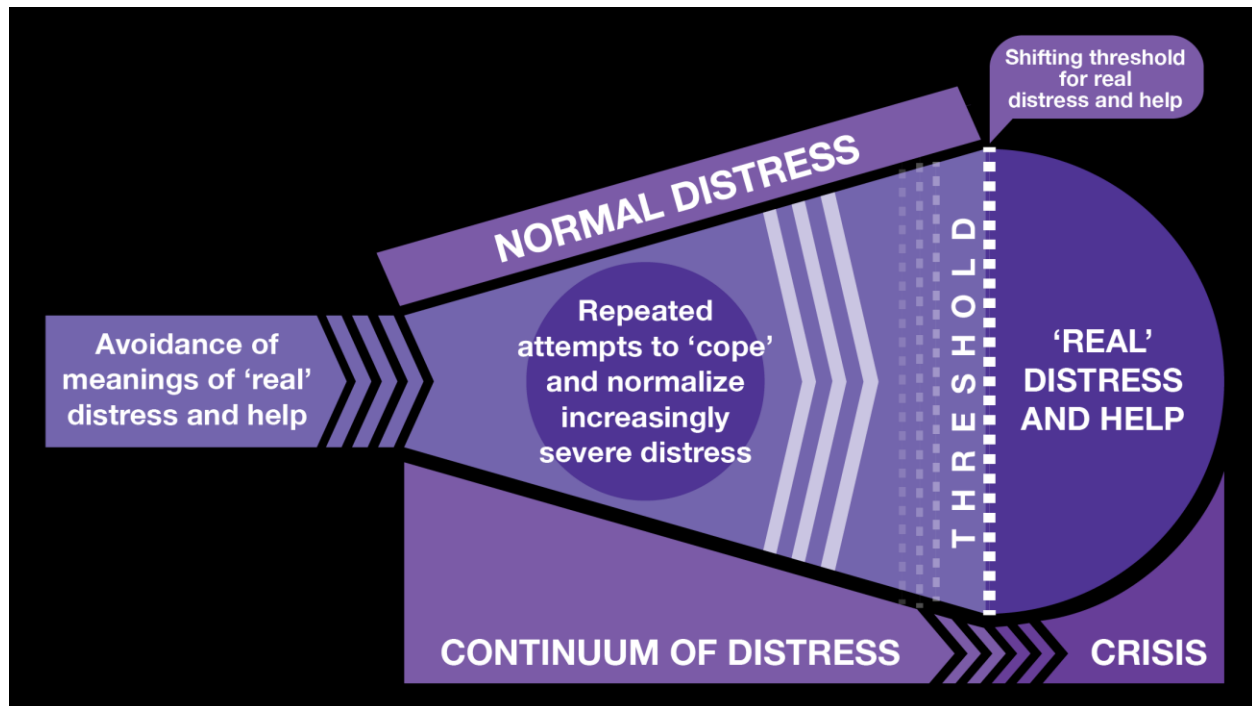 Shifting threshold
for real
distress and help
NORMAL DISTRESS
Avoidance of
meanings of ‘real’
distress and help
Repeated
attempts to ‘cope’
and normalize
increasingly
severe distress
THRESHOLD
‘REAL’
DISTRESS
AND HELP
CONTINUUM OF DISTRESS
CRISIS